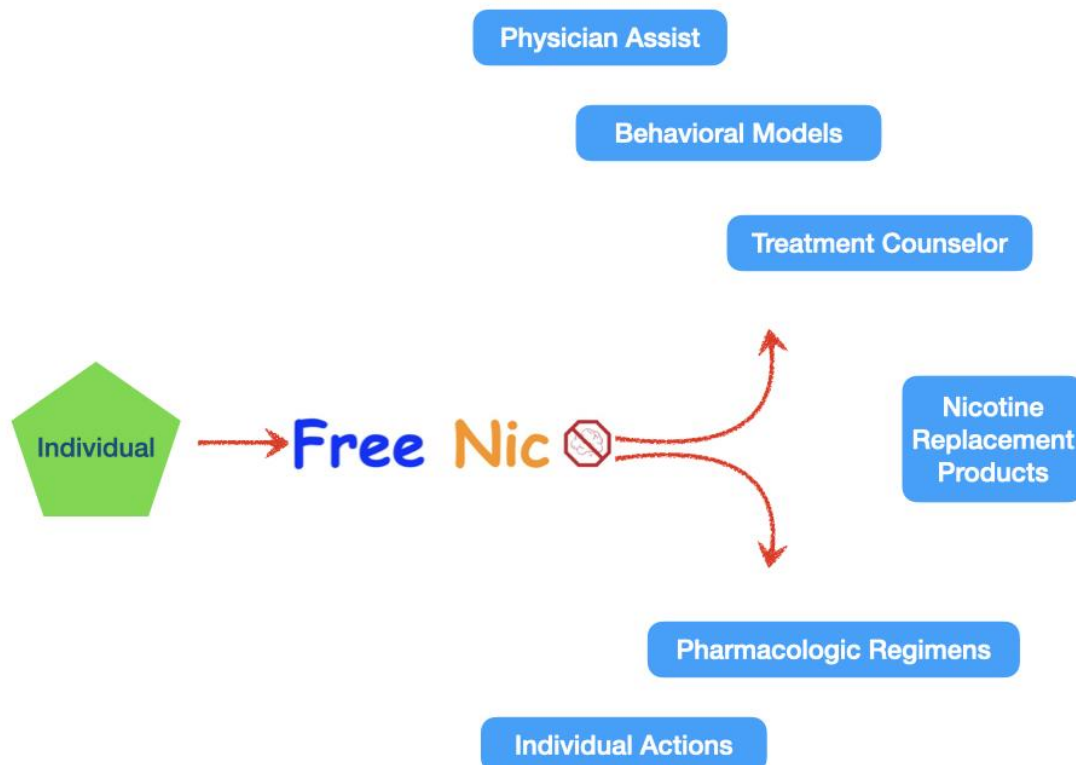 Physician Assist
Behavioral Models
Treatment Counselor
Individual
Free Nic
Nicotine
Replacement
Products
Pharmacologic Regimens
Individual Actions